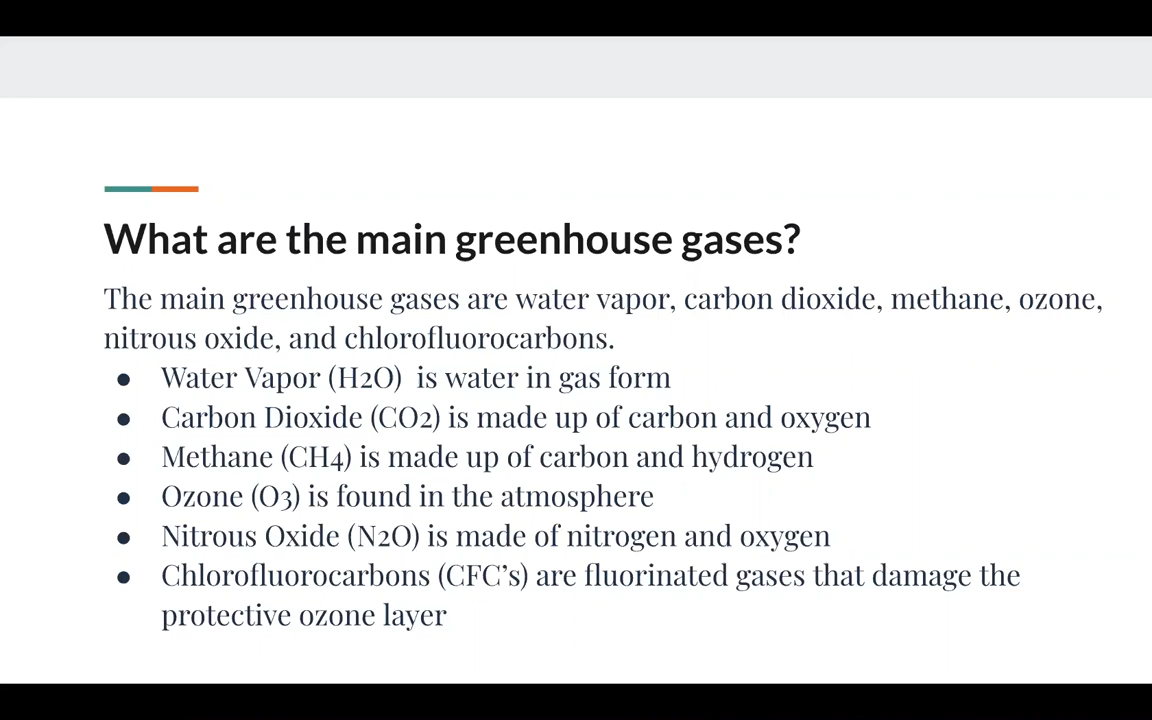 What are the main greenhouse gases?
The main greenhouse gases are water vapor, carbon dioxide, methane, ozone,
nitrous oxide, and chlorofluorocarbons.
● Water Vapor (H2O)  is water in gas form
● Carbon Dioxide (CO2) is made up of carbon and oxygen
● Methane (CH4) is made up of carbon and hydrogen
● Ozone (O3) is found in the atmosphere
● Nitrous Oxide (N2O) is made of nitrogen and oxygen
● Chlorofluorocarbons (CFC’s) are fluorinated gases that damage the
protective ozone layer